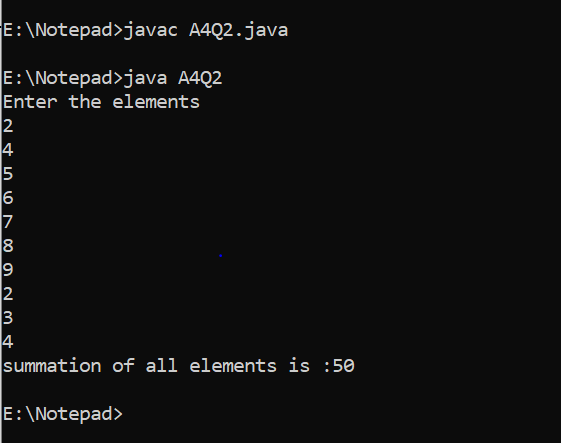 E:\Notepad>javac A4Q2.java
E:\Notepad>java A4Q2
Enter the elements
2
4
5
6
7
8
9
2
3
4
summation of all elements is :50
E:\Notepad>